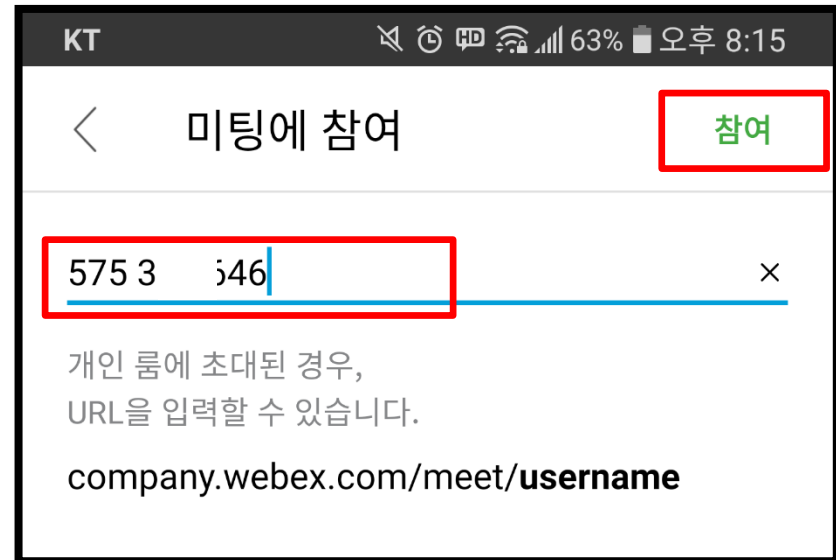 KT 63% 오후 8:15
미팅에 참여 참여
575 3 646
개인 룸에 초대된 경우,
URL을 입력할 수 있습니다.
company.webex.com/meet/username